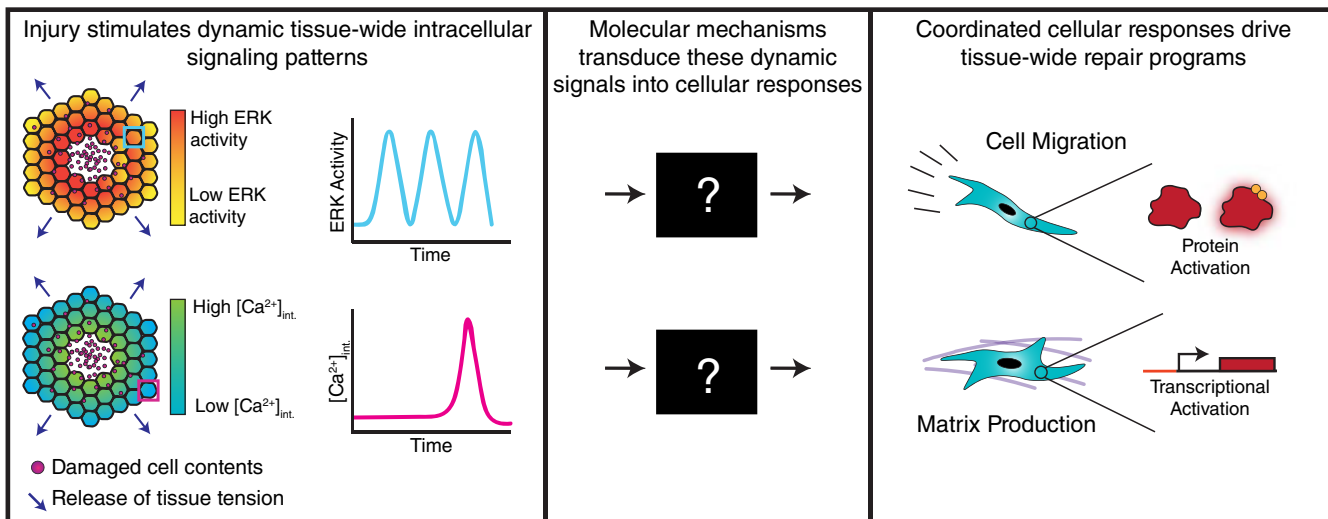 Injury stimulates dynamic tissue-wide intracellular
signaling patterns
High ERK
activity
Low ERK
activity
ERK Activity
Time
High [Ca²⁺]int.
Low [Ca²⁺]int.
[Ca²⁺]int.
Time
Damaged cell contents
Release of tissue tension
Molecular mechanisms
transduce these dynamic
signals into cellular responses
?
?
Coordinated cellular responses drive
tissue-wide repair programs
Cell Migration
Protein
Activation
Matrix Production
Transcriptional
Activation